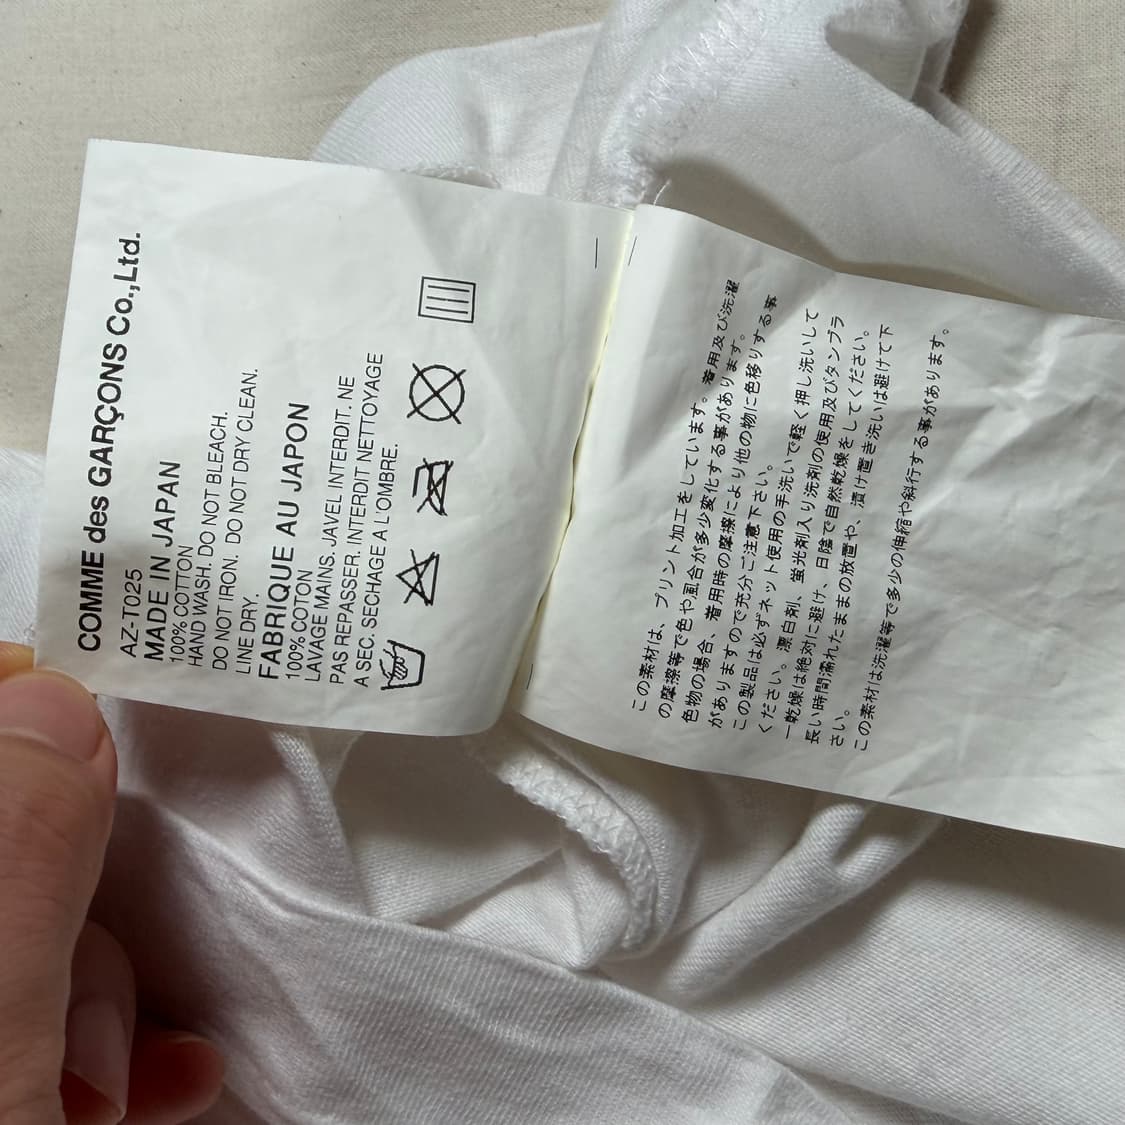 COMME des GARÇONS Co.,Ltd.
AZ-T025
MADE IN JAPAN
100% COTTON
HAND WASH. DO NOT BLEACH.
DO NOT IRON. DO NOT DRY CLEAN.
LINE DRY.
FABRIQUE AU JAPON
100% COTON
LAVAGE MAINS. JAVEL INTERDIT. NE
PAS REPASSER. INTERDIT NETTOYAGE
A SEC. SECHAGE A L'OMBRE.
この素材は、プリント加工をしています。着用及び洗濯
の摩擦等で色や風合が多少変化する事があります。
色物の場合、着用時の摩擦により他の物に色移りする事
がありますので充分ご注意下さい。
この製品は必ずネット使用の手洗いで軽く押し洗いして
ください。漂白剤、蛍光剤入り洗剤の使用及びタンブラ
ー乾燥は絶対に避け、日陰で自然乾燥をしてください。
長い時間濡れたままの放置や、漬け置き洗いは避けて下
さい。
この素材は洗濯等で多少の伸縮や斜行する事があります。